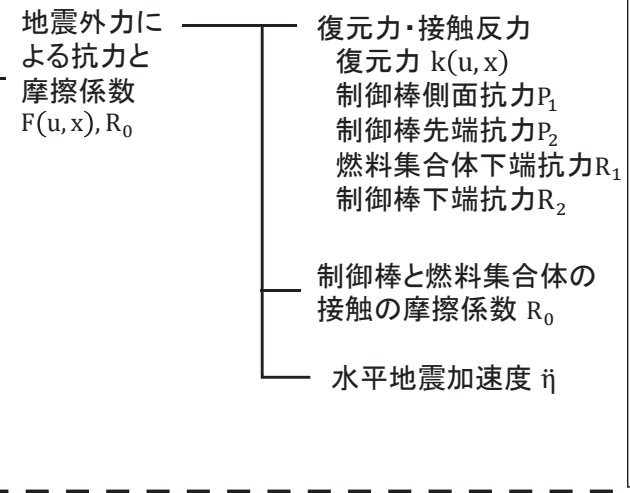 地震外力に
よる抗力と
摩擦係数
F(u, x), R₀
復元力・接触反力
復元力 k(u, x)
制御棒側面抗力P₁
制御棒先端抗力P₂
燃料集合体下端抗力R₁
制御棒下端抗力R₂
制御棒と燃料集合体の
接触の摩擦係数 R₀
水平地震加速度 η̈